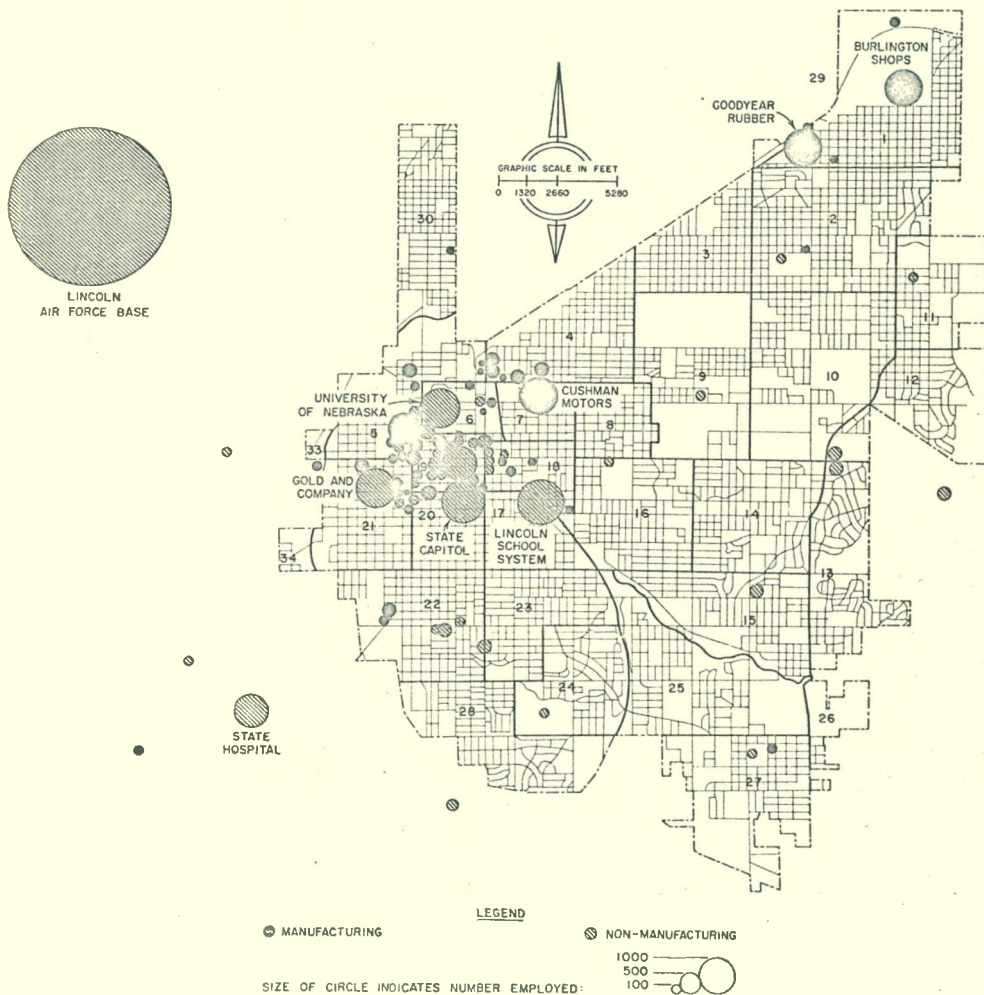 BURLINGTON
SHOPS
29
GOODYEAR
RUBBER
1
GRAPHIC SCALE IN FEET
0 1320 2660 5280
30
2
3
LINCOLN
AIR FORCE BASE
11
4
9
10
12
UNIVERSITY
OF NEBRASKA
CUSHMAN
MOTORS
6
7
8
5
33
19
18
GOLD AND
COMPANY
21
20
17
16
14
STATE
CAPITOL
LINCOLN
SCHOOL
SYSTEM
34
13
22
23
15
24
25
28
26
STATE
HOSPITAL
27
LEGEND
MANUFACTURING
NON-MANUFACTURING
1000
500
100
SIZE OF CIRCLE INDICATES NUMBER EMPLOYED: